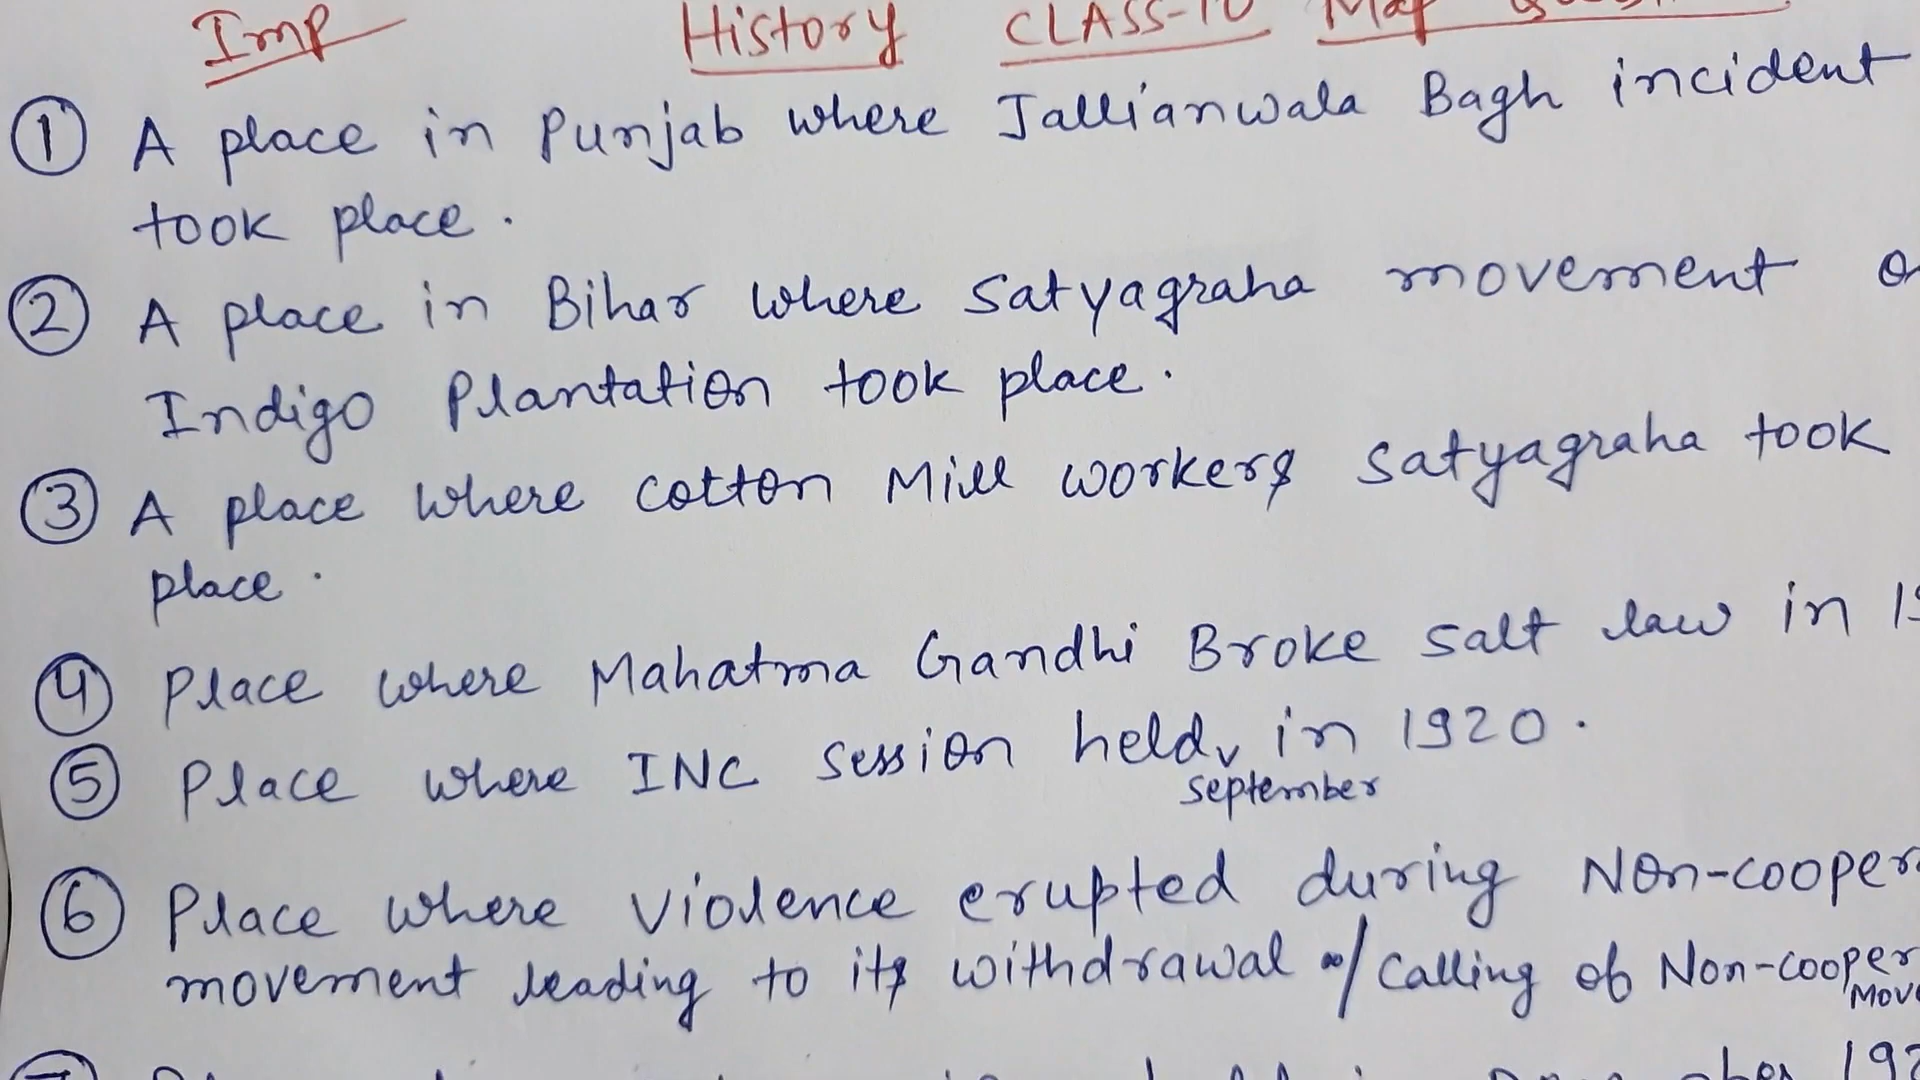 Imp History CLASS-10 Map
① A place in Punjab where Jallianwala Bagh incident
took place.
② A place in Bihar where Satyagraha movement
Indigo Plantation took place.
③ A place where cotton Mill workers Satyagraha took
place.
④ Place where Mahatma Gandhi Broke salt law in
⑤ Place where INC session held in 1920.
september
⑥ Place where violence erupted during Non-cooper
movement leading to its withdrawal / Calling of Non-cooper